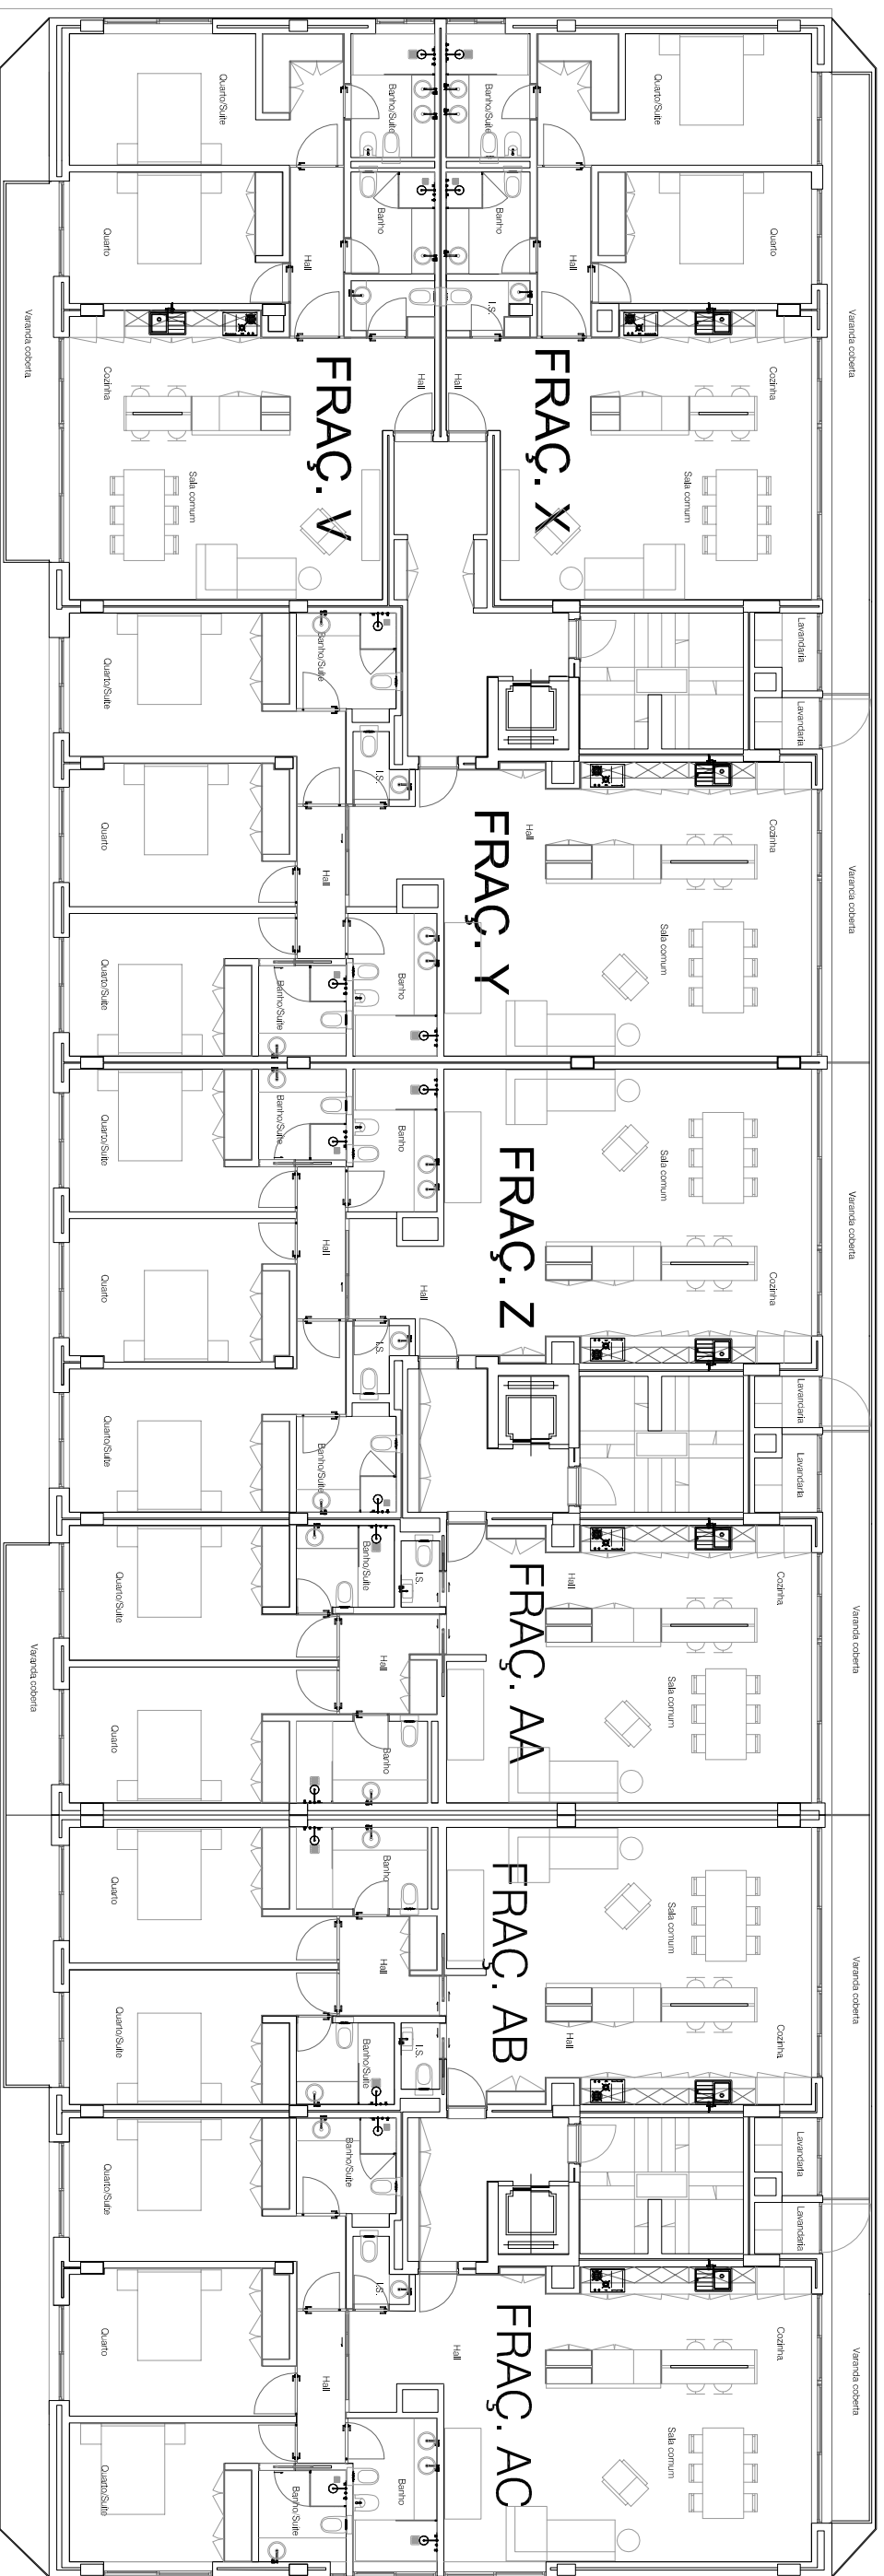 Quarto/Suite
Banho/Suite
Banho/Suite
Quarto/Suite
Quarto
Hall
Banho
Banho
I.S.
Hall
Quarto
Varanda coberta
Varanda coberta
Cozinha
FRAÇ. V
Hall
Hall
FRAÇ. X
Cozinha
Sala comum
Sala comum
Quarto/Suite
Banho/Suite
Lavandaria
Lavandaria
I.S.
Quarto
Hall
FRAÇ. Y
Hall
Cozinha
Varanda coberta
Sala comum
Quarto/Suite
Banho/Suite
Banho
Quarto/Suite
Banho/Suite
Banho
FRAÇ. Z
Sala comum
Varanda coberta
Quarto
Hall
Hall
Cozinha
I.S.
Quarto/Suite
Banho/Suite
Lavandaria
Lavandaria
Quarto/Suite
Banho/Suite
I.S.
FRAÇ. AA
Hall
Cozinha
Varanda coberta
Varanda coberta
Hall
Sala comum
Quarto
Banho
Quarto
Banho
FRAÇ. AB
Sala comum
Varanda coberta
Hall
Quarto/Suite
Banho/Suite
I.S.
Hall
Cozinha
Quarto/Suite
Banho/Suite
Lavandaria
Lavandaria
I.S.
Quarto
Hall
Hall
FRAÇ. AC
Cozinha
Varanda coberta
Sala comum
Quarto/Suite
Banho/Suite
Banho